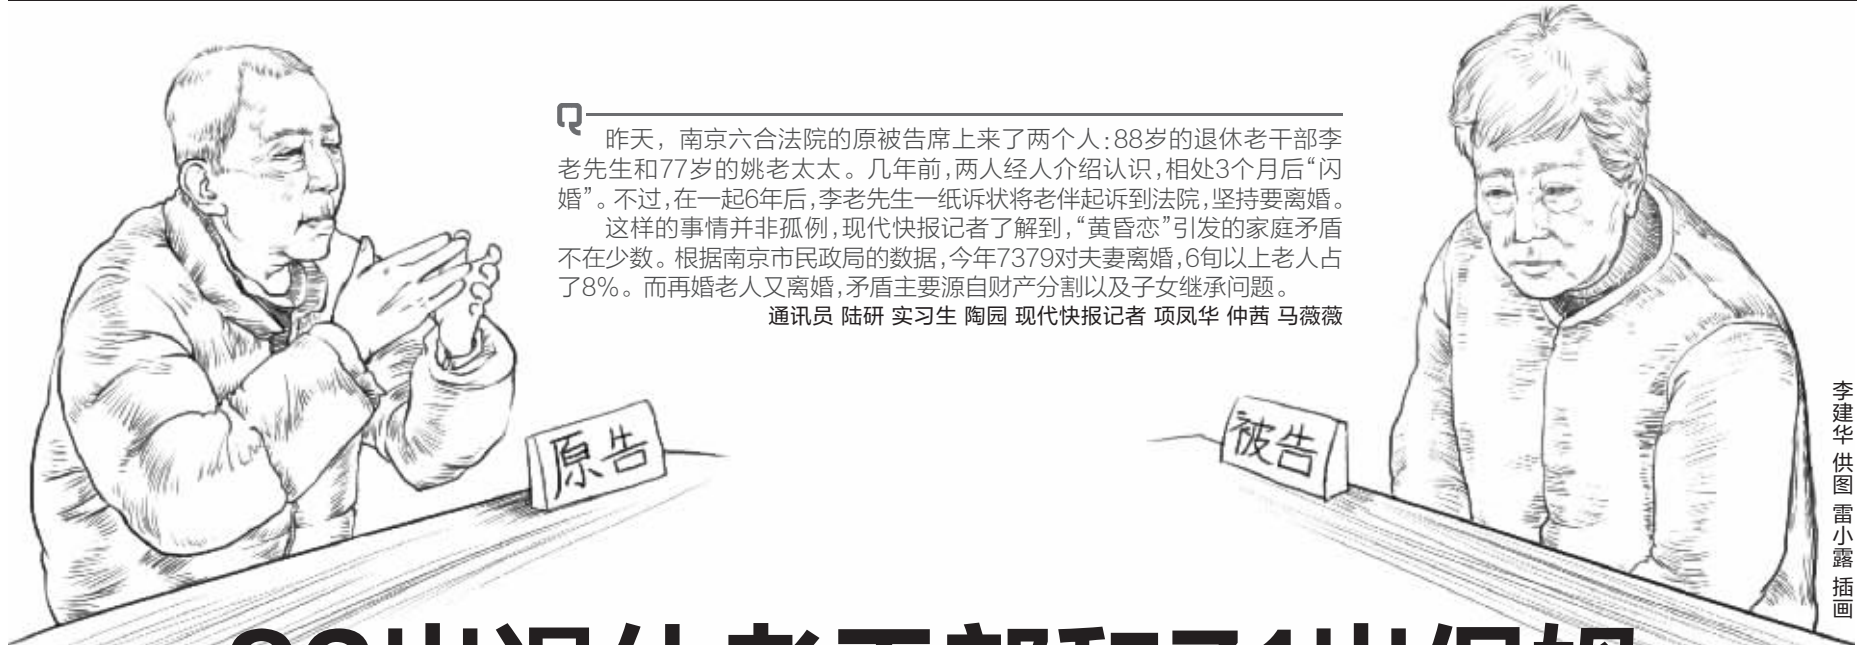 昨天，南京六合法院的原被告席上来了两个人：88岁的退休老干部李
老先生和77岁的姚老太太。几年前，两人经人介绍认识，相处3个月后“闪
婚”。不过，在一起6年后，李老先生一纸诉状将老伴起诉到法院，坚持要离婚。
这样的事情并非孤例，现代快报记者了解到，“黄昏恋”引发的家庭矛盾
不在少数。根据南京市民政局的数据，今年7379对夫妻离婚，6旬以上老人占
了8%。而再婚老人又离婚，矛盾主要源自财产分割以及子女继承问题。
通讯员 陆研 实习生 陶园 现代快报记者 项凤华 仲茜 马薇薇
原告
被告
李建华 供图 雷小露 插画